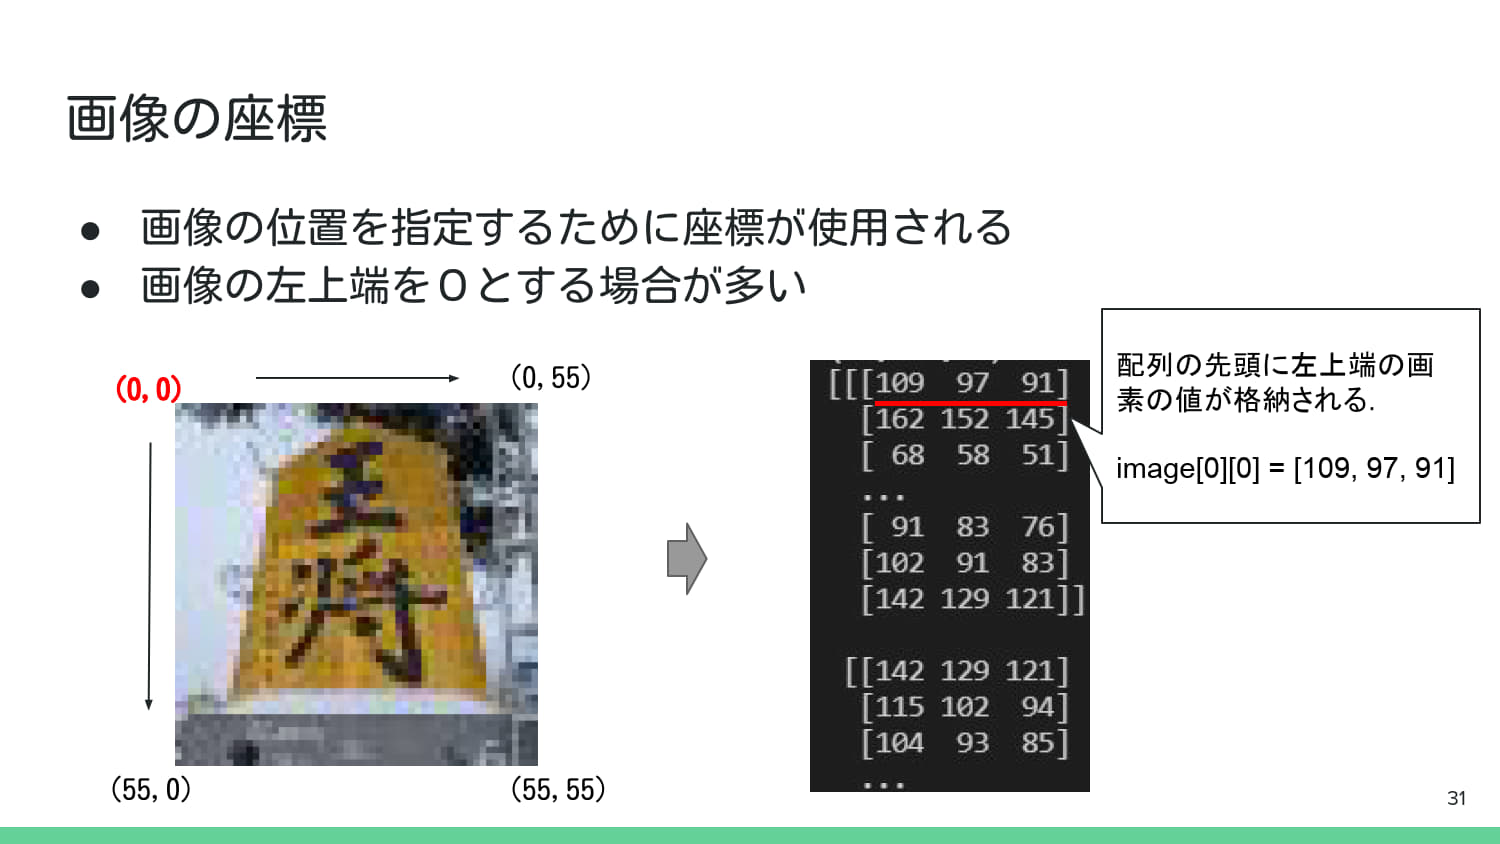 画像の座標
● 画像の位置を指定するために座標が使用される
● 画像の左上端を０とする場合が多い
(0, 0)
(0, 55)
王
将
(55, 0)
(55, 55)
[[[109 97 91]
[162 152 145]
[ 68 58 51]
...
[ 91 83 76]
[102 91 83]
[142 129 121]]
[[142 129 121]
[115 102 94]
[104 93 85]
...
配列の先頭に左上端の画
素の値が格納される.
image[0][0] = [109, 97, 91]
31